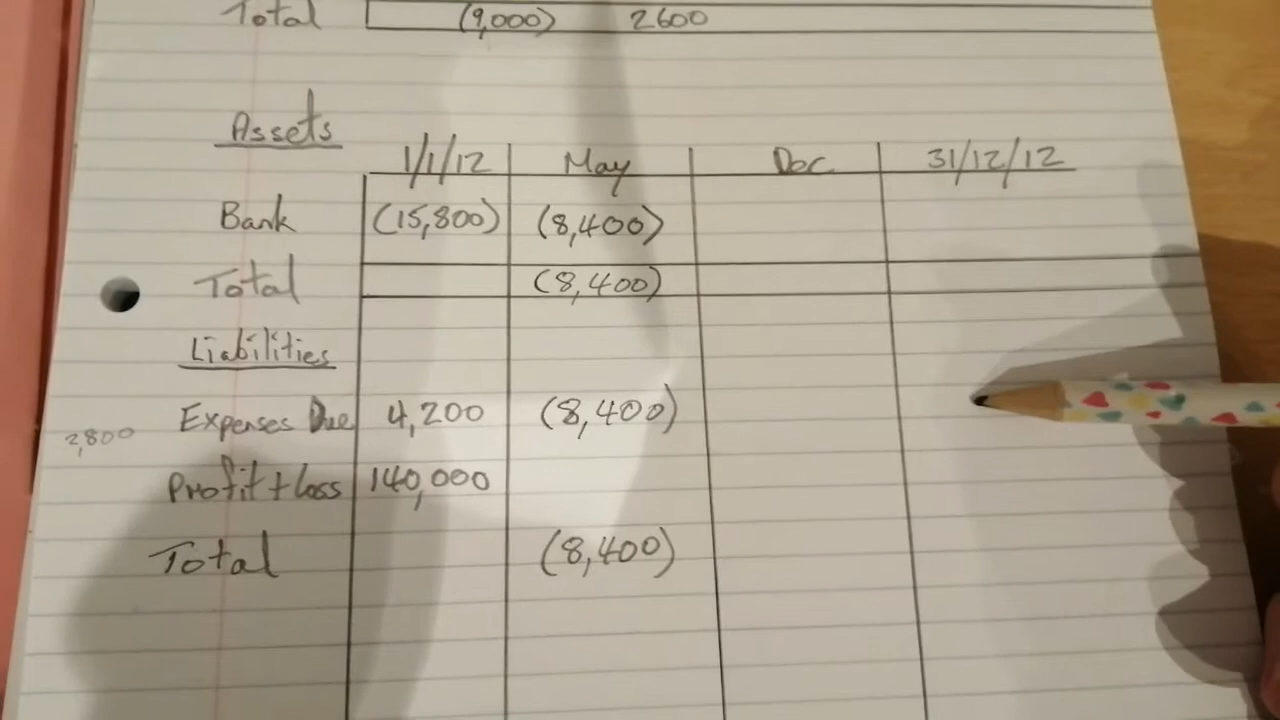 Total (9,000) 2600
Assets
1/1/12 May Dec 31/12/12
Bank (15,800) (8,400)
Total (8,400)
Liabilities
Expenses Due 4,200 (8,400)
2,800
Profit + loss 140,000
Total (8,400)